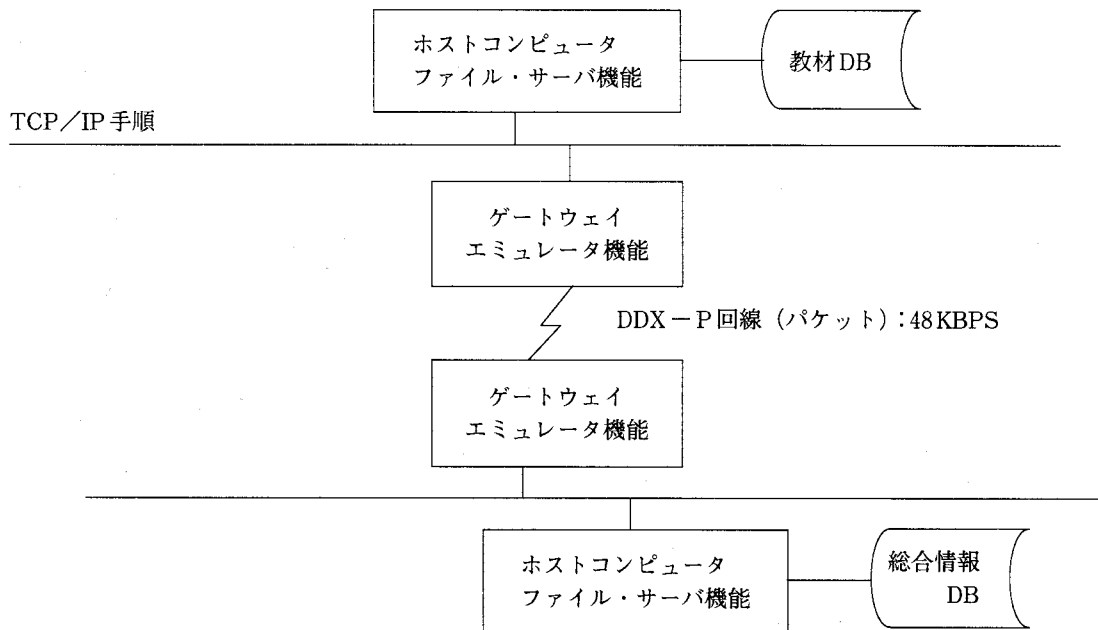 ホストコンピュータ
ファイル・サーバ機能
教材DB
TCP／IP手順
ゲートウェイ
エミュレータ機能
DDX－P回線（パケット）：48KBPS
ゲートウェイ
エミュレータ機能
ホストコンピュータ
ファイル・サーバ機能
総合情報
DB